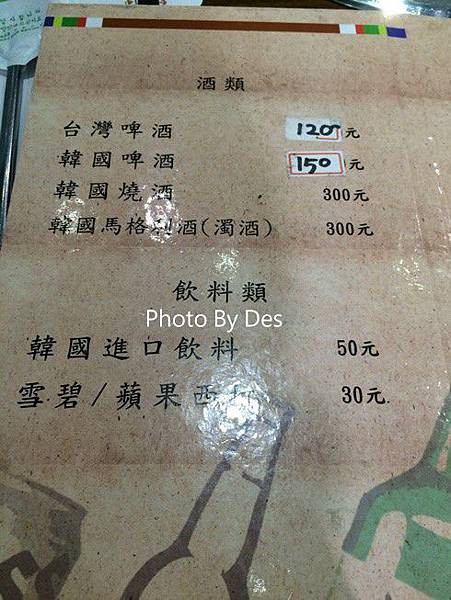 酒類
台灣啤酒 120元
韓國啤酒 150元
韓國燒酒 300元
韓國馬格利酒(濁酒) 300元
飲料類
Photo By Des
韓國進口飲料 50元
雪碧/蘋果西 30元